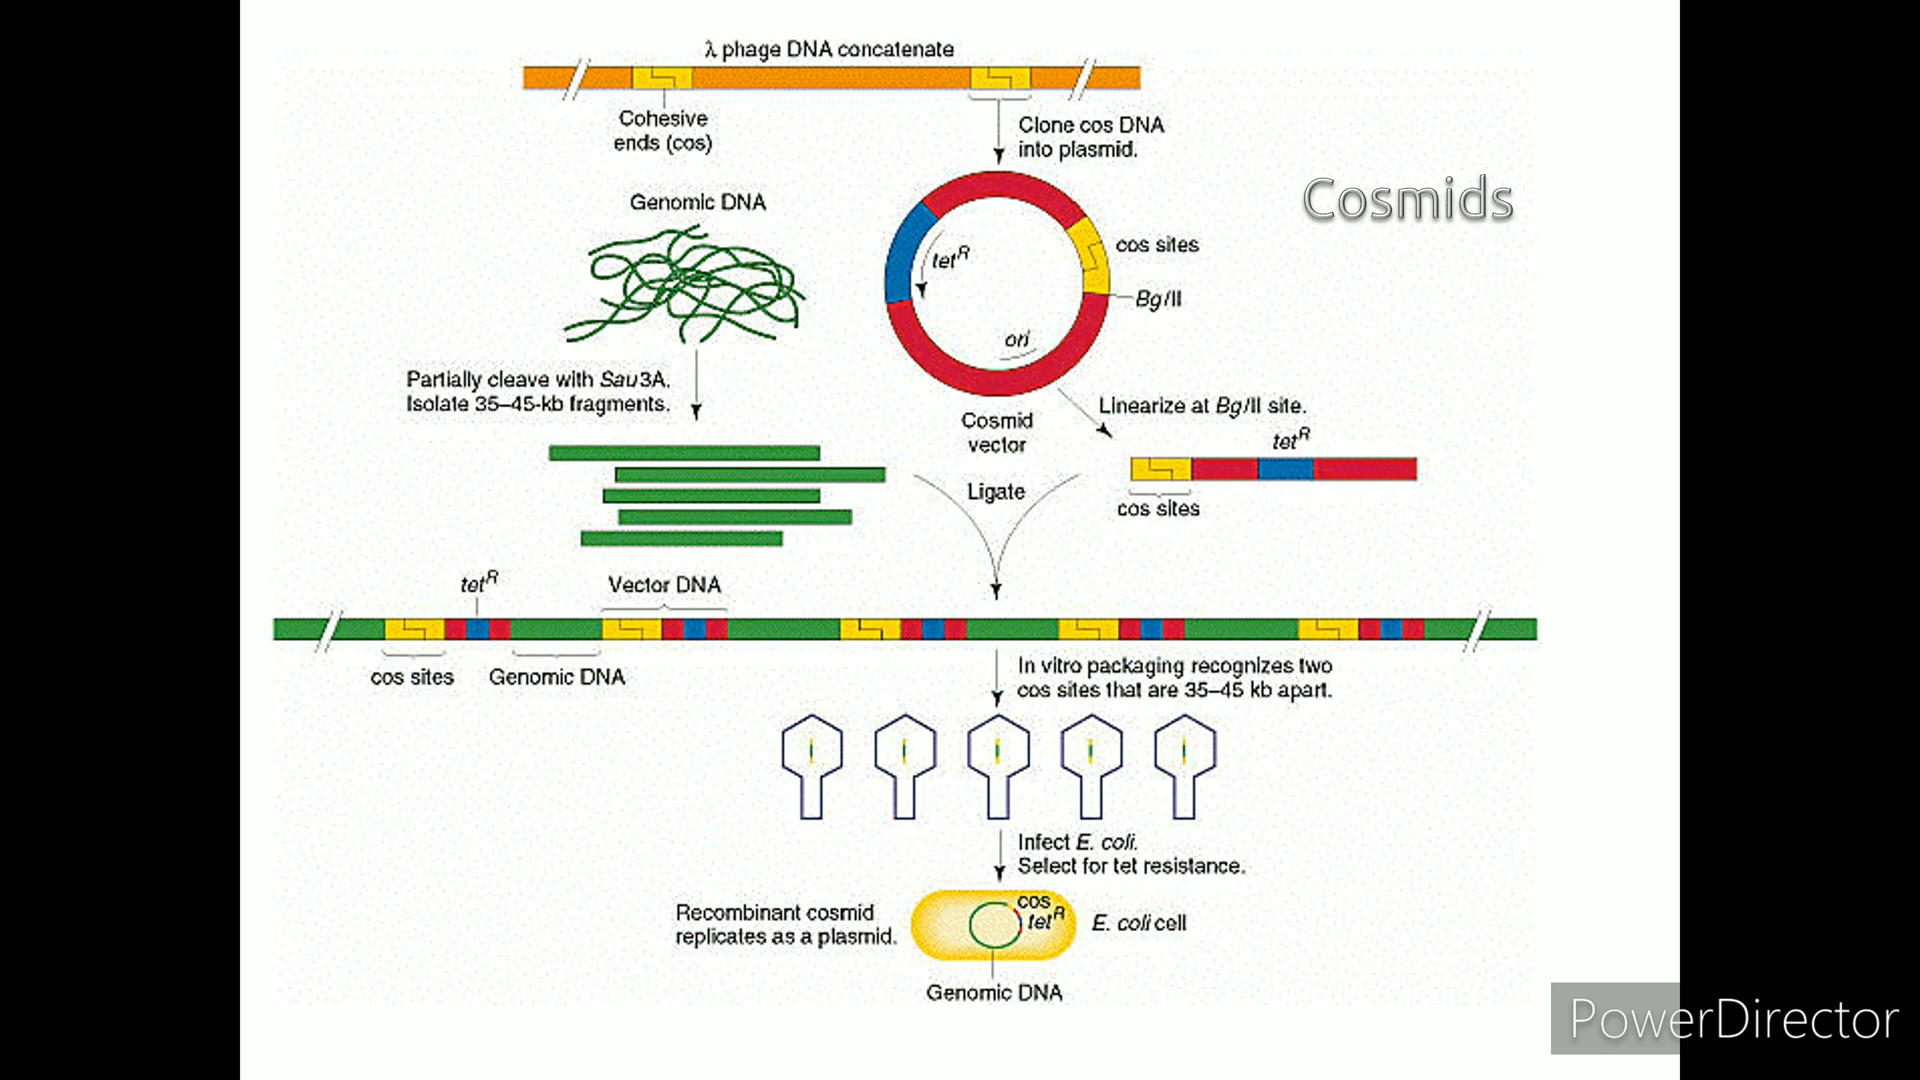 λ phage DNA concatenate
Cohesive
ends (cos)
Clone cos DNA
into plasmid.
Cosmids
Genomic DNA
cos sites
tetR
BglII
ori
Partially cleave with Sau3A.
Isolate 35–45-kb fragments.
Cosmid
vector
Linearize at BglII site.
tetR
Ligate
cos sites
tetR
Vector DNA
cos sites
Genomic DNA
In vitro packaging recognizes two
cos sites that are 35–45 kb apart.
Infect E. coli.
Select for tet resistance.
Recombinant cosmid
replicates as a plasmid.
cos
tetR
E. coli cell
Genomic DNA
PowerDirector